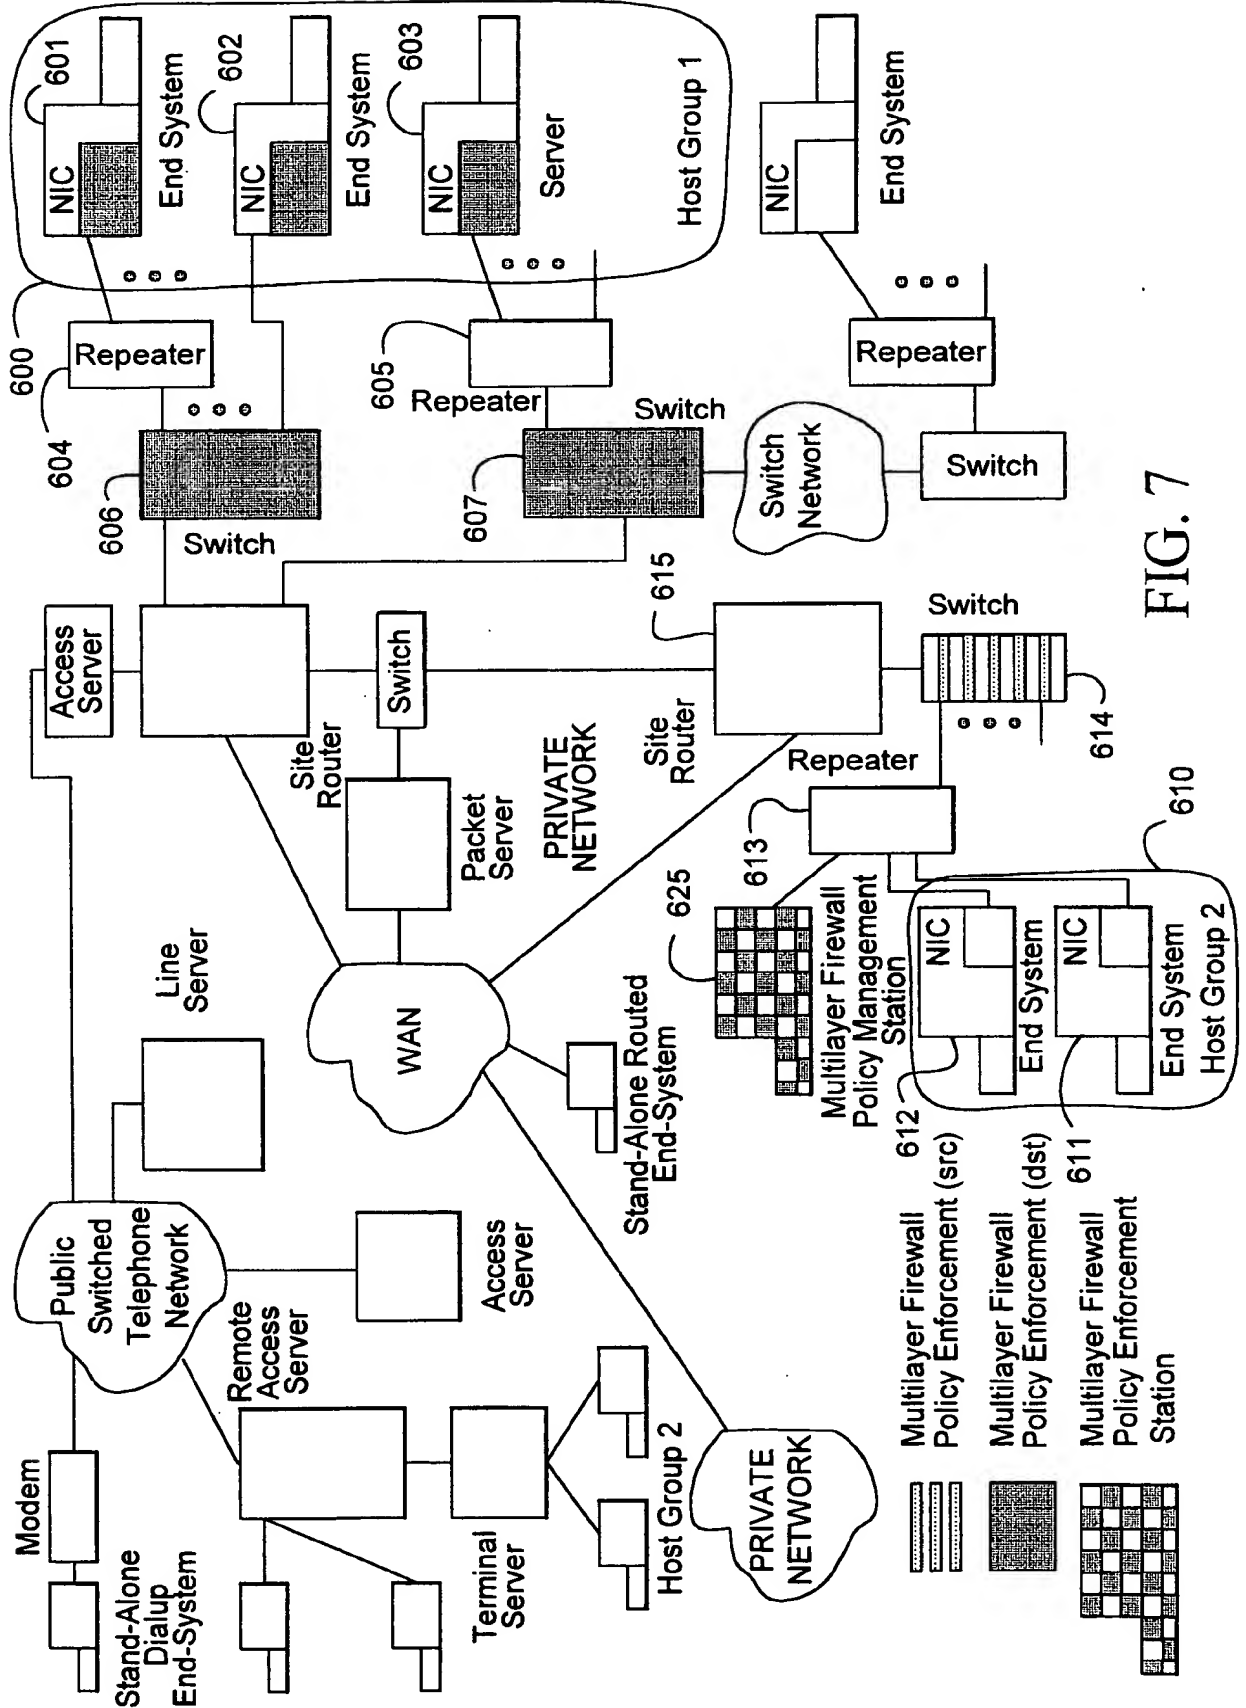 Stand-Alone
Dialup
End-System
Modem
Public
Switched
Telephone
Network
Line
Server
Access
Server
601
NIC
End System
602
NIC
End System
603
NIC
Server
Host Group 1
600
604
Repeater
605
Repeater
606
Switch
607
Switch
Switch
Network
Switch
Repeater
NIC
End System
Remote
Access
Server
Access
Server
Terminal
Server
Host Group 2
WAN
Site
Router
Switch
Packet
Server
PRIVATE
NETWORK
Stand-Alone Routed
End-System
PRIVATE
NETWORK
Site
Router
615
Switch
614
Repeater
613
625
Multilayer Firewall
Policy Management
Station
610
NIC
End System
612
NIC
End System
611
Host Group 2
Multilayer Firewall
Policy Enforcement (src)
Multilayer Firewall
Policy Enforcement (dst)
Multilayer Firewall
Policy Enforcement
Station
FIG. 7